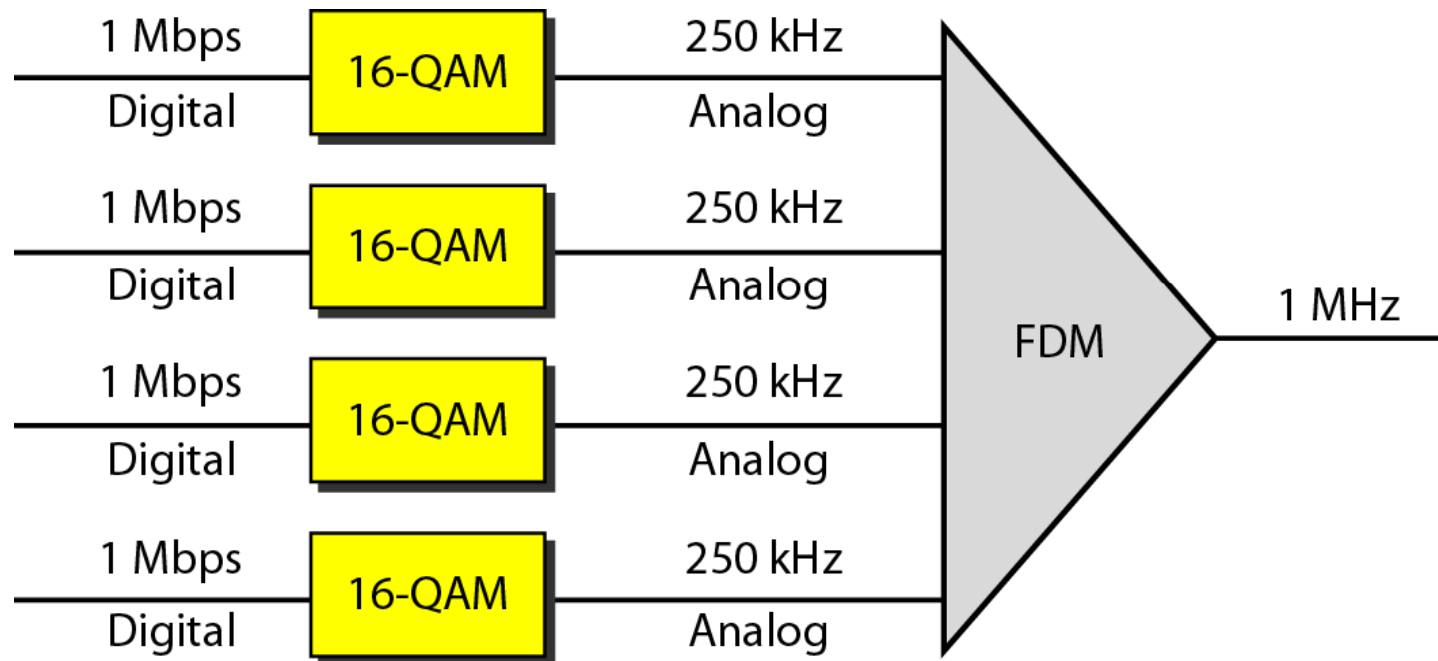 1 Mbps
Digital
16-QAM
250 kHz
Analog
1 Mbps
Digital
16-QAM
250 kHz
Analog
1 Mbps
Digital
16-QAM
250 kHz
Analog
1 Mbps
Digital
16-QAM
250 kHz
Analog
FDM
1 MHz